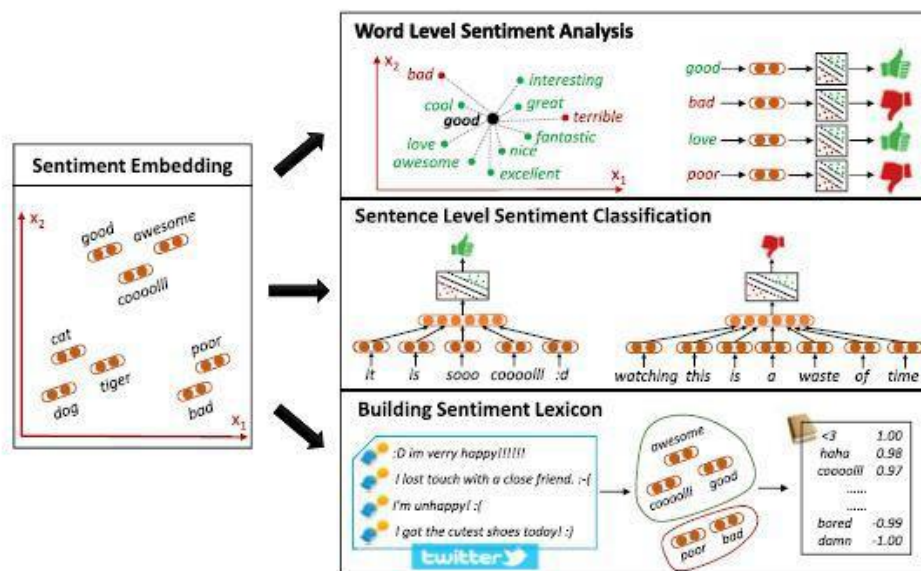 Sentiment Embedding
x₂
good
awesome
coooolll
cat
tiger
dog
poor
bad
x₁
Word Level Sentiment Analysis
x₂
bad
interesting
cool
great
good
terrible
love
fantastic
awesome
nice
excellent
x₁
good
bad
love
poor
Sentence Level Sentiment Classification
it is sooo coooolll :d
watching this is a waste of time
Building Sentiment Lexicon
:D im verry happy!!!!!!
I lost touch with a close friend. :-(
I'm unhappy! :(
I got the cutest shoes today! :)
twitter
awesome
coooolll
good
poor
bad
<3 1.00
haha 0.98
coooolll 0.97
......
......
bored -0.99
damn -1.00